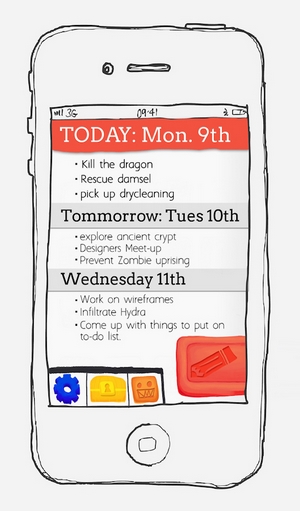 3G 09:41
TODAY: Mon. 9th
• Kill the dragon
• Rescue damsel
• pick up drycleaning
Tommorrow: Tues 10th
• explore ancient crypt
• Designers Meet-up
• Prevent Zombie uprising
Wednesday 11th
• Work on wireframes
• Infiltrate Hydra
• Come up with things to put on
to-do list.